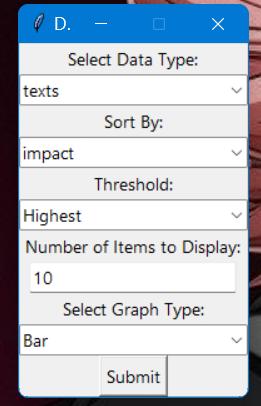 D.
Select Data Type:
texts
Sort By:
impact
Threshold:
Highest
Number of Items to Display:
10
Select Graph Type:
Bar
Submit